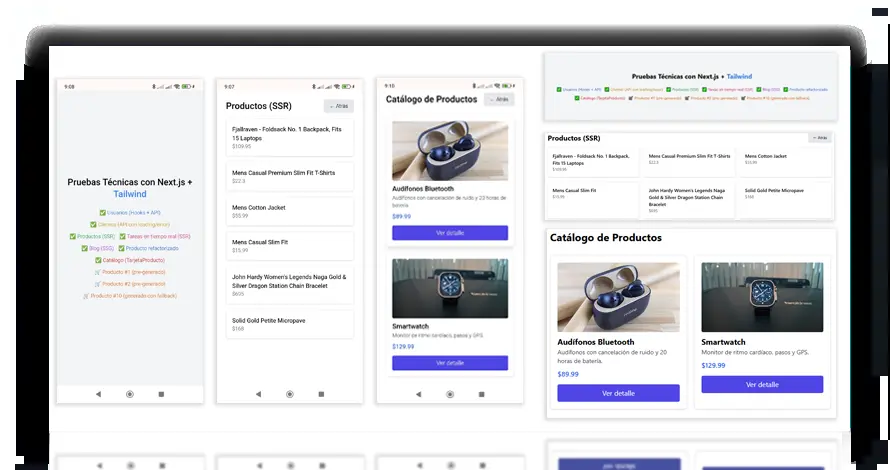 9:08
Pruebas Técnicas con Next.js +
Tailwind
✅ Usuarios (Hooks + API)
✅ Clientes (API con loading/error)
✅ Productos (SSR) ✅ Tareas en tiempo real (SSR)
✅ Blog (SSG) ✅ Producto refactorizado
✅ Catálogo (TarjetaProducto)
🛒 Producto #1 (pre-generado)
🛒 Producto #2 (pre-generado)
🛒 Producto #10 (generado con fallback)
9:07
Productos (SSR)
← Atrás
Fjallraven - Foldsack No. 1 Backpack, Fits
15 Laptops
$109.95
Mens Casual Premium Slim Fit T-Shirts
$22.3
Mens Cotton Jacket
$55.99
Mens Casual Slim Fit
$15.99
John Hardy Women's Legends Naga Gold &
Silver Dragon Station Chain Bracelet
$695
Solid Gold Petite Micropave
$168
9:10
Catálogo de Productos
← Atrás
Audífonos Bluetooth
Audífonos con cancelación de ruido y 20 horas de
batería.
$89.99
Ver detalle
Smartwatch
Monitor de ritmo cardíaco, pasos y GPS.
$129.99
Ver detalle
Pruebas Técnicas con Next.js + Tailwind
✅ Usuarios (Hooks + API) ✅ Clientes (API con loading/error) ✅ Productos (SSR) ✅ Tareas en tiempo real (SSR) ✅ Blog (SSG) ✅ Producto refactorizado
✅ Catálogo (TarjetaProducto) 🛒 Producto #1 (pre-generado) 🛒 Producto #2 (pre-generado) 🛒 Producto #10 (generado con fallback)
Productos (SSR)
← Atrás
Fjallraven - Foldsack No. 1 Backpack,
Fits 15 Laptops
$109.95
Mens Casual Premium Slim Fit T-Shirts
$22.3
Mens Cotton Jacket
$55.99
Mens Casual Slim Fit
$15.99
John Hardy Women's Legends Naga
Gold & Silver Dragon Station Chain
Bracelet
$695
Solid Gold Petite Micropave
$168
Catálogo de Productos
Audífonos Bluetooth
Audífonos con cancelación de ruido y 20
horas de batería.
$89.99
Ver detalle
Smartwatch
Monitor de ritmo cardíaco, pasos y GPS.
$129.99
Ver detalle